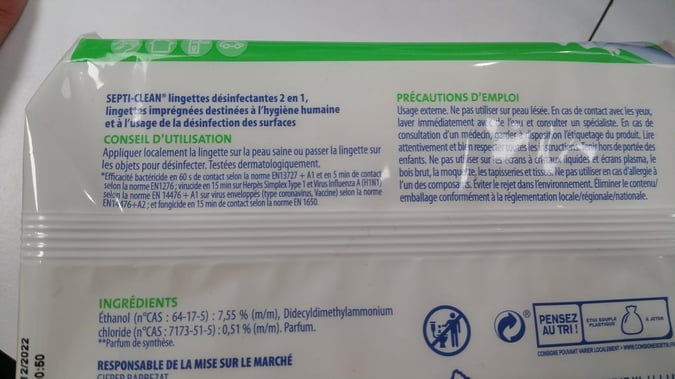 SEPTI-CLEAN® lingettes désinfectantes 2 en 1,
lingettes imprégnées destinées à l'hygiène humaine
et à l'usage de la désinfection des surfaces
CONSEIL D'UTILISATION
Appliquer localement la lingette sur la peau saine ou passer la lingette sur
les objets pour désinfecter. Testées dermatologiquement.
*Efficacité bactéricide en 60 s de contact selon la norme EN13727 + A1 et en 5 min de contact
selon la norme EN1276 ; virucide en 15 min sur Herpès Simplex Type 1 et Virus Influenza A (H1N1)
selon la norme EN 14476 + A1 sur virus enveloppés (type coronavirus, Vaccine) selon la norme
EN14476+A2 ; et fongicide en 15 min de contact selon la norme EN 1650.
PRÉCAUTIONS D'EMPLOI
Usage externe. Ne pas utiliser sur peau lésée. En cas de contact avec les yeux,
laver immédiatement avec de l'eau et consulter un spécialiste. En cas de
consultation d'un médecin, garder à disposition l'étiquetage du produit. Lire
attentivement et bien respecter toutes les instructions. Tenir hors de portée des
enfants. Ne pas utiliser sur les écrans à cristaux liquides et écrans plasma, le
bois brut, la moquette, les tapisseries et tissus. Ne pas utiliser en cas d'allergie à
l'un des composants. Éviter le rejet dans l'environnement. Éliminer le contenu/
emballage conformément à la réglementation locale/régionale/nationale.
INGRÉDIENTS
Éthanol (n°CAS : 64-17-5) : 7,55 % (m/m), Didecyldimethylammonium
chloride (n°CAS : 7173-51-5) : 0,51 % (m/m). Parfum.
**Parfum de synthèse.
RESPONSABLE DE LA MISE SUR LE MARCHÉ
GIFRER BARBEZAT
12/2022
0:50
PENSEZ
AU TRI !
ÉTUI SOUPLE
PLASTIQUE
À JETER
CONSIGNE POUVANT VARIER LOCALEMENT > WWW.CONSIGNESDETRI.FR